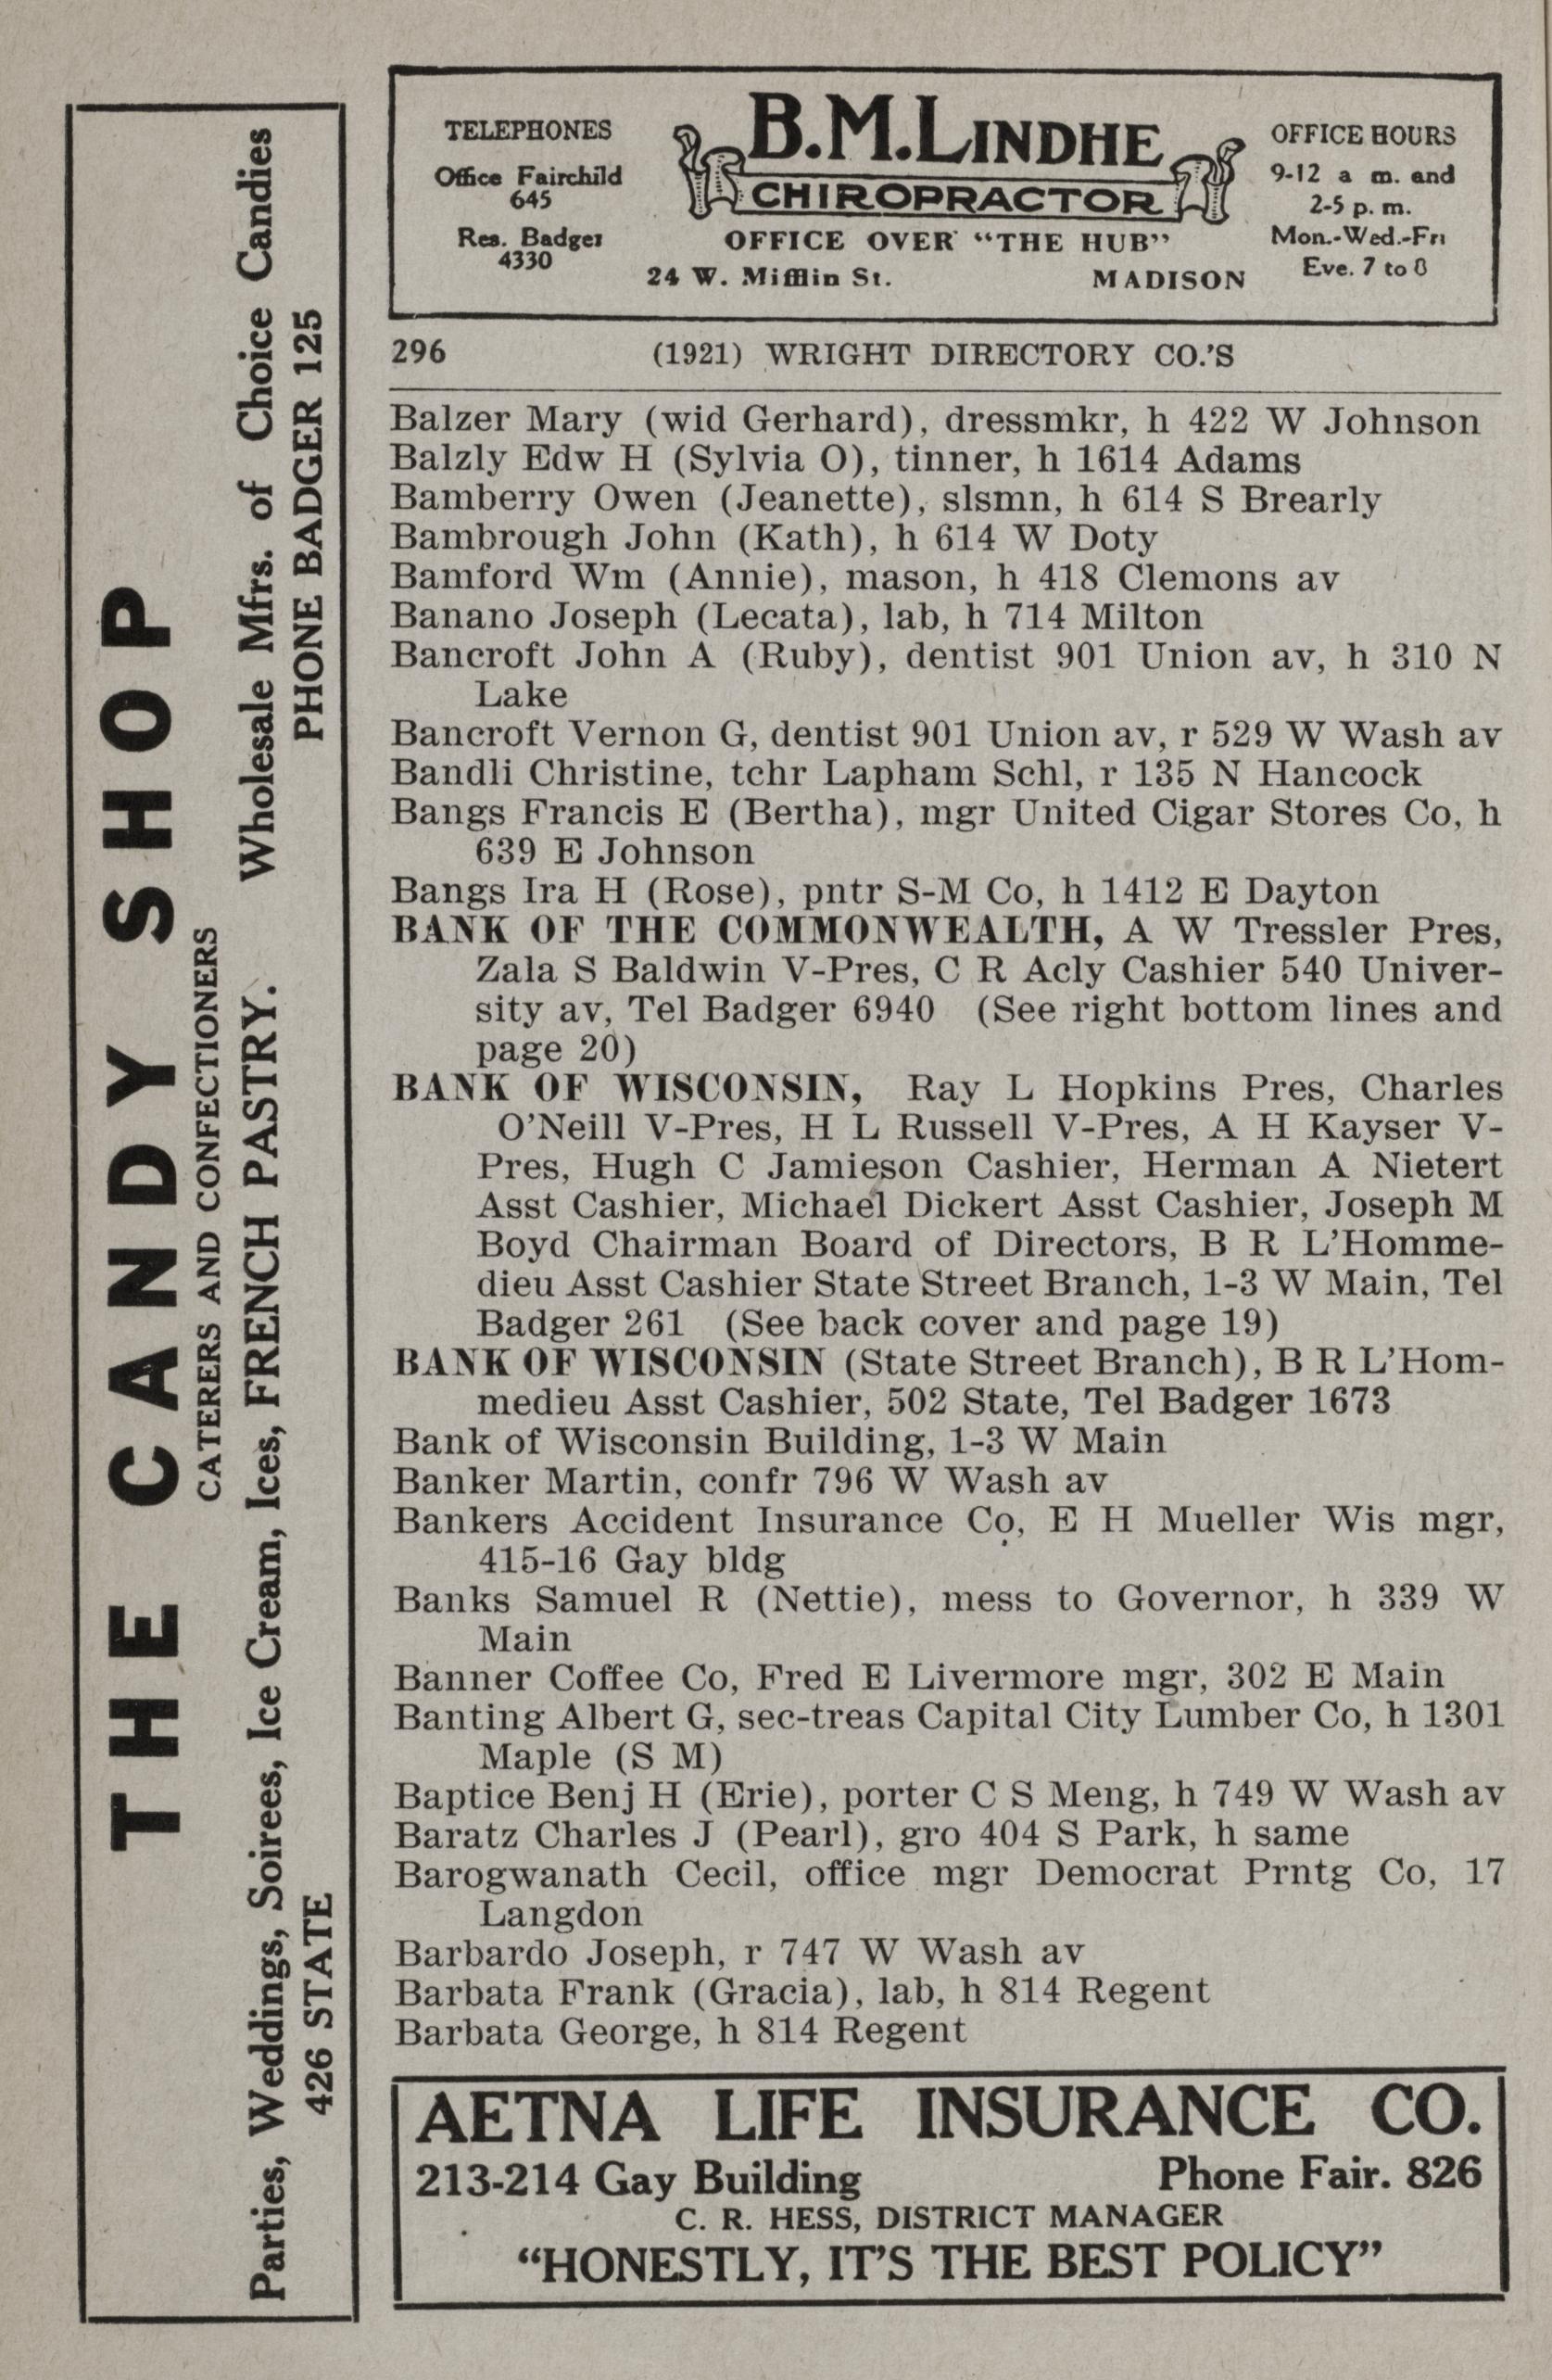 TELEPHONES
Office Fairchild
645
Res. Badger
4330
B.M.LINDHE
CHIROPRACTOR
OFFICE OVER "THE HUB"
24 W. Mifflin St. MADISON
OFFICE HOURS
9-12 a m. and
2-5 p. m.
Mon.-Wed.-Fri
Eve. 7 to 8
THE CANDY SHOP
CATERERS AND CONFECTIONERS
Parties, Weddings, Soirees, Ice Cream, Ices, FRENCH PASTRY. Wholesale Mfrs. of Choice Candies
426 STATE PHONE BADGER 125
296 (1921) WRIGHT DIRECTORY CO.'S
Balzer Mary (wid Gerhard), dressmkr, h 422 W Johnson
Balzly Edw H (Sylvia O), tinner, h 1614 Adams
Bamberry Owen (Jeanette), slsmn, h 614 S Brearly
Bambrough John (Kath), h 614 W Doty
Bamford Wm (Annie), mason, h 418 Clemons av
Banano Joseph (Lecata), lab, h 714 Milton
Bancroft John A (Ruby), dentist 901 Union av, h 310 N
Lake
Bancroft Vernon G, dentist 901 Union av, r 529 W Wash av
Bandli Christine, tchr Lapham Schl, r 135 N Hancock
Bangs Francis E (Bertha), mgr United Cigar Stores Co, h
639 E Johnson
Bangs Ira H (Rose), pntr S-M Co, h 1412 E Dayton
BANK OF THE COMMONWEALTH, A W Tressler Pres,
Zala S Baldwin V-Pres, C R Acly Cashier 540 Univer-
sity av, Tel Badger 6940 (See right bottom lines and
page 20)
BANK OF WISCONSIN, Ray L Hopkins Pres, Charles
O'Neill V-Pres, H L Russell V-Pres, A H Kayser V-
Pres, Hugh C Jamieson Cashier, Herman A Nietert
Asst Cashier, Michael Dickert Asst Cashier, Joseph M
Boyd Chairman Board of Directors, B R L'Homme-
dieu Asst Cashier State Street Branch, 1-3 W Main, Tel
Badger 261 (See back cover and page 19)
BANK OF WISCONSIN (State Street Branch), B R L'Hom-
medieu Asst Cashier, 502 State, Tel Badger 1673
Bank of Wisconsin Building, 1-3 W Main
Banker Martin, confr 796 W Wash av
Bankers Accident Insurance Co, E H Mueller Wis mgr,
415-16 Gay bldg
Banks Samuel R (Nettie), mess to Governor, h 339 W
Main
Banner Coffee Co, Fred E Livermore mgr, 302 E Main
Banting Albert G, sec-treas Capital City Lumber Co, h 1301
Maple (S M)
Baptice Benj H (Erie), porter C S Meng, h 749 W Wash av
Baratz Charles J (Pearl), gro 404 S Park, h same
Barogwanath Cecil, office mgr Democrat Prntg Co, 17
Langdon
Barbardo Joseph, r 747 W Wash av
Barbata Frank (Gracia), lab, h 814 Regent
Barbata George, h 814 Regent
AETNA LIFE INSURANCE CO.
213-214 Gay Building Phone Fair. 826
C. R. HESS, DISTRICT MANAGER
"HONESTLY, IT'S THE BEST POLICY"